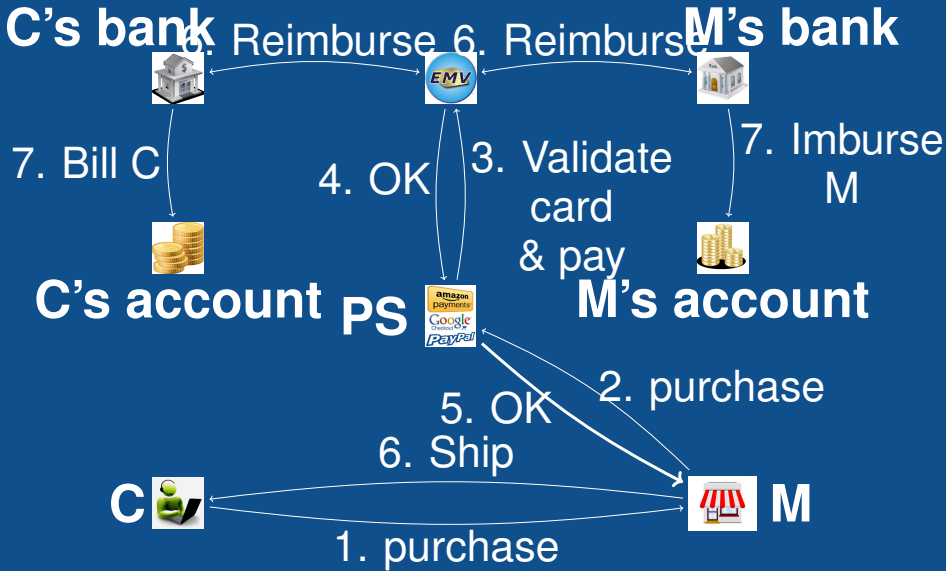 C's bank
6. Reimburse
6. Reimburse
M's bank
$
EMV
7. Bill C
4. OK
3. Validate
card
& pay
7. Imburse
M
C's account
PS
amazon
payments
Google
Checkout
PayPal
M's account
2. purchase
5. OK
6. Ship
C
M
1. purchase